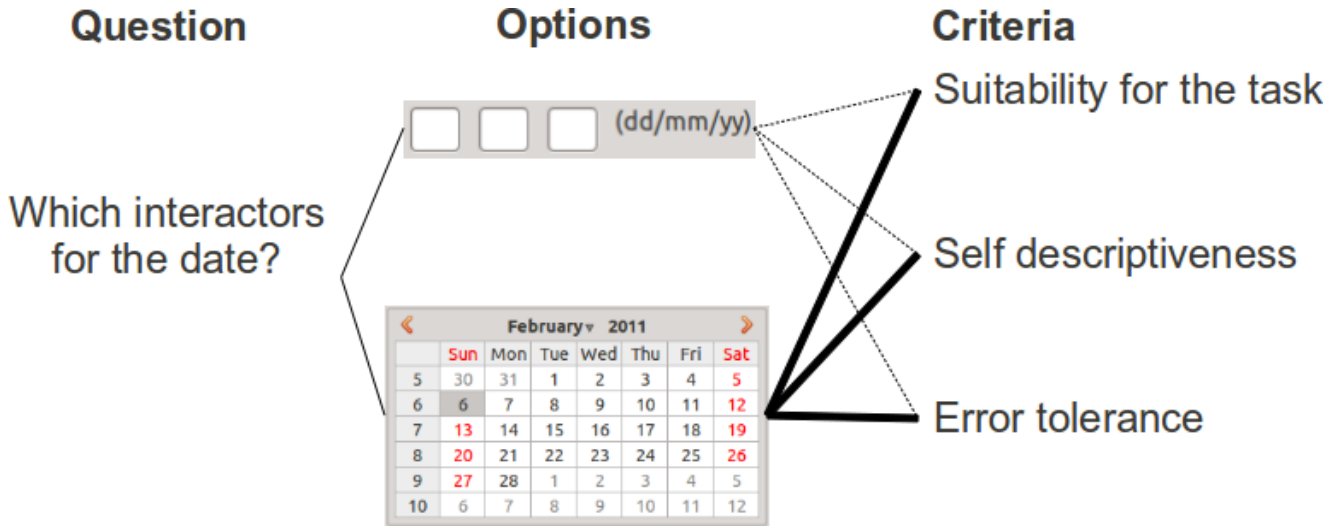 Question Options Criteria
Suitability for the task
(dd/mm/yy)
Which interactors
for the date?
Self descriptiveness
February 2011
Sun Mon Tue Wed Thu Fri Sat
5 30 31 1 2 3 4 5
6 6 7 8 9 10 11 12
7 13 14 15 16 17 18 19
8 20 21 22 23 24 25 26
9 27 28 1 2 3 4 5
10 6 7 8 9 10 11 12
Error tolerance